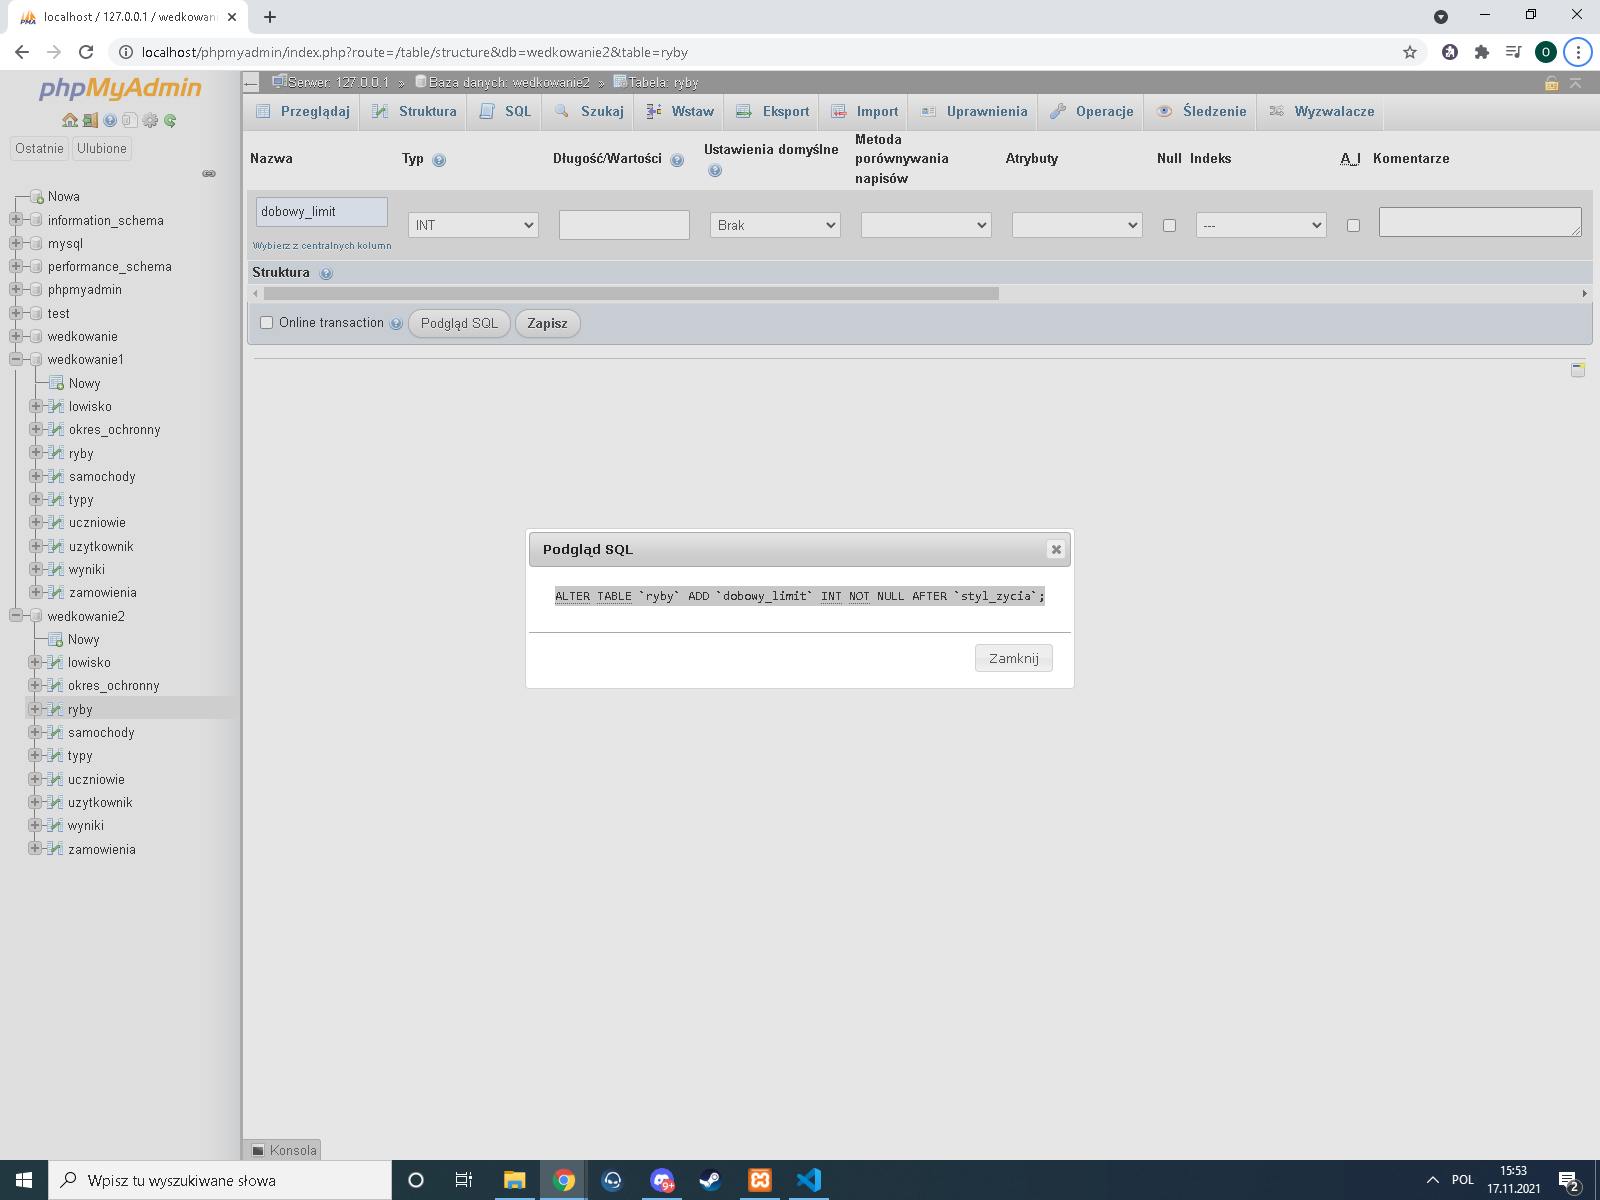 localhost / 127.0.0.1 / wedkowani
localhost/phpmyadmin/index.php?route=/table/structure&db=wedkowanie2&table=ryby
O
phpMyAdmin
Ostatnie
Ulubione
Nowa
information_schema
mysql
performance_schema
phpmyadmin
test
wedkowanie
wedkowanie1
Nowy
lowisko
okres_ochronny
ryby
samochody
typy
uczniowie
uzytkownik
wyniki
zamowienia
wedkowanie2
Nowy
lowisko
okres_ochronny
ryby
samochody
typy
uczniowie
uzytkownik
wyniki
zamowienia
Serwer: 127.0.0.1 » Baza danych: wedkowanie2 » Tabela: ryby
Przeglądaj Struktura SQL Szukaj Wstaw Eksport Import Uprawnienia Operacje Śledzenie Wyzwalacze
Nazwa Typ Długość/Wartości Ustawienia domyślne Metoda porównywania napisów Atrybuty Null Indeks A_I Komentarze
dobowy_limit INT Brak ---
Wybierz z centralnych kolumn
Struktura
Online transaction Podgląd SQL Zapisz
Podgląd SQL
ALTER TABLE `ryby` ADD `dobowy_limit` INT NOT NULL AFTER `styl_zycia`;
Zamknij
Konsola
Wpisz tu wyszukiwane słowa
9+
POL
15:53
17.11.2021
2